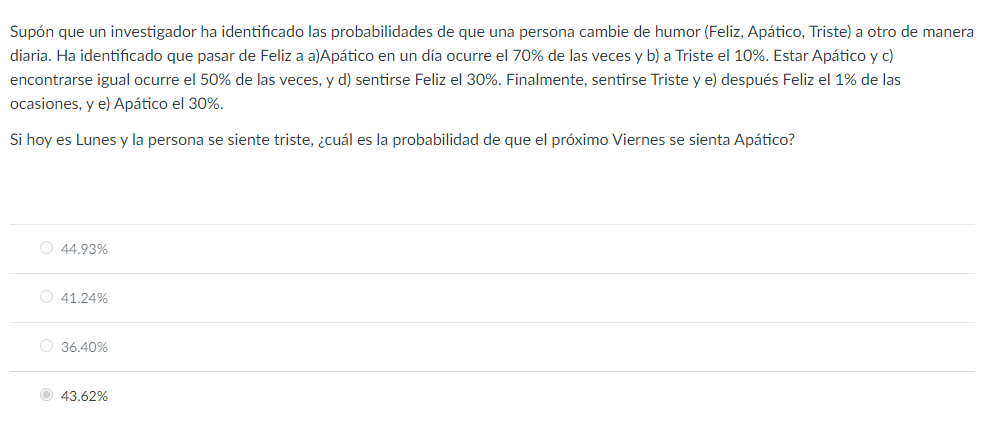 Supón que un investigador ha identificado las probabilidades de que una persona cambie de humor (Feliz, Apático, Triste) a otro de manera
diaria. Ha identificado que pasar de Feliz a a)Apático en un día ocurre el 70% de las veces y b) a Triste el 10%. Estar Apático y c)
encontrarse igual ocurre el 50% de las veces, y d) sentirse Feliz el 30%. Finalmente, sentirse Triste y e) después Feliz el 1% de las
ocasiones, y e) Apático el 30%.
Si hoy es Lunes y la persona se siente triste, ¿cuál es la probabilidad de que el próximo Viernes se sienta Apático?
44.93%
41.24%
36.40%
43.62%